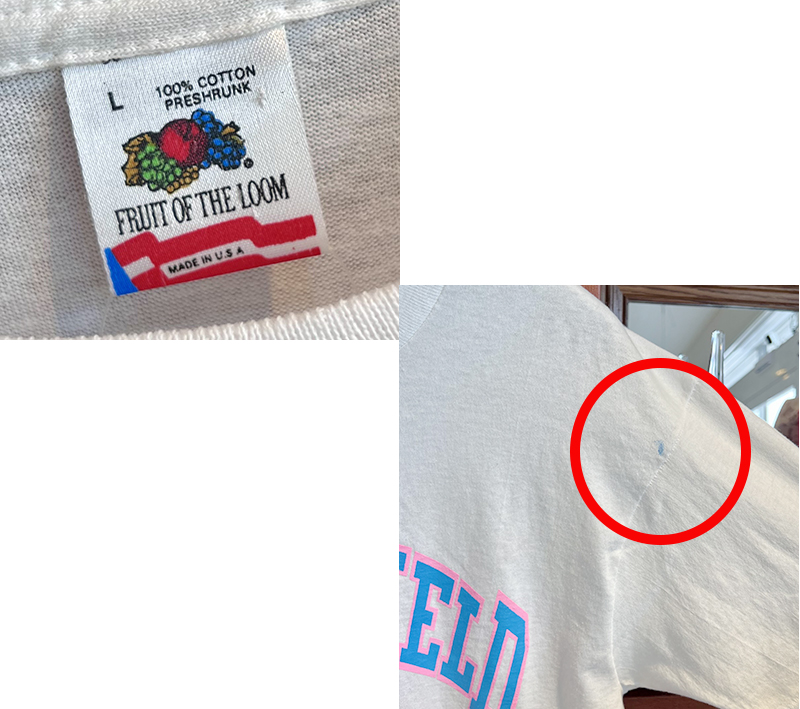 L
100% COTTON
PRESHRUNK
®
FRUIT OF THE LOOM
MADE IN U.S A
ELD